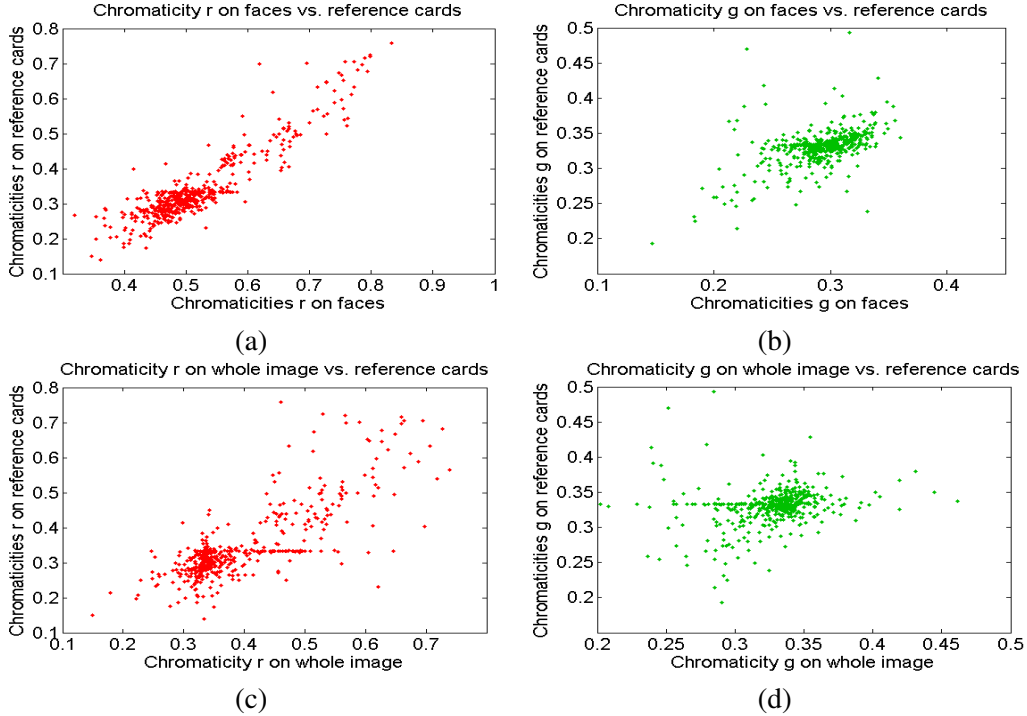 Chromaticity r on faces vs. reference cards
Chromaticities r on reference cards
0.8
0.7
0.6
0.5
0.4
0.3
0.2
0.1
0.4 0.5 0.6 0.7 0.8 0.9 1
Chromaticities r on faces
(a)
Chromaticity g on faces vs. reference cards
Chromaticities g on reference cards
0.5
0.45
0.4
0.35
0.3
0.25
0.2
0.1 0.2 0.3 0.4
Chromaticities g on faces
(b)
Chromaticity r on whole image vs. reference cards
Chromaticities r on reference cards
0.8
0.7
0.6
0.5
0.4
0.3
0.2
0.1
0.1 0.2 0.3 0.4 0.5 0.6 0.7
Chromaticity r on whole image
(c)
Chromaticity g on whole image vs. reference cards
Chromaticities g on reference cards
0.5
0.45
0.4
0.35
0.3
0.25
0.2
0.2 0.25 0.3 0.35 0.4 0.45 0.5
Chromaticity g on whole image
(d)